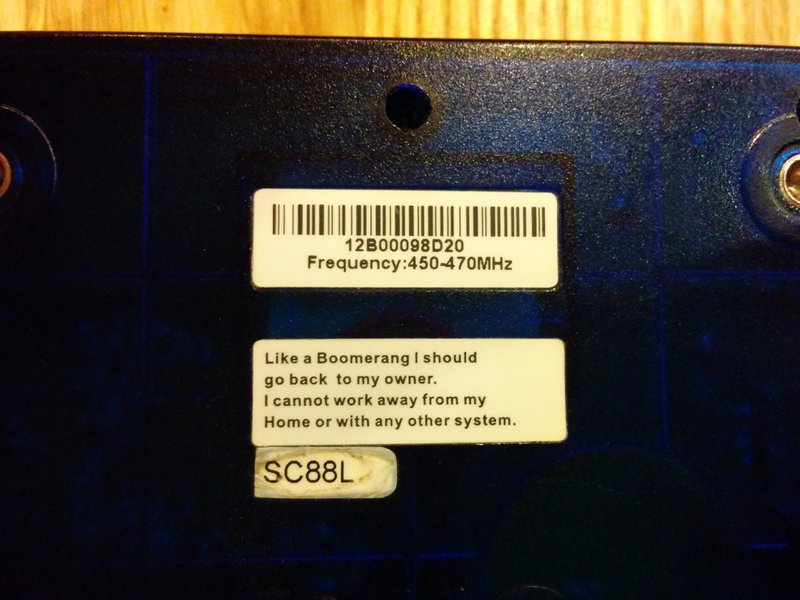 12B00098D20
Frequency:450-470MHz
Like a Boomerang I should
go back to my owner.
I cannot work away from my
Home or with any other system.
SC88L